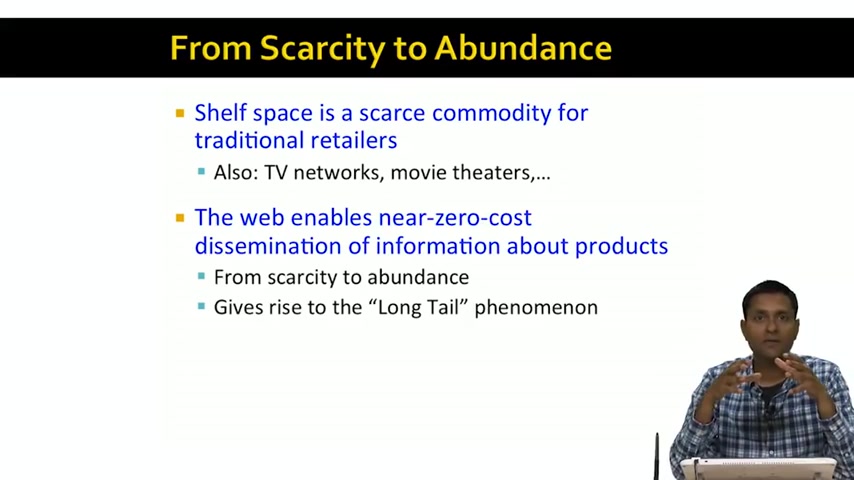 From Scarcity to Abundance
Shelf space is a scarce commodity for
traditional retailers
Also: TV networks, movie theaters,...
The web enables near-zero-cost
dissemination of information about products
From scarcity to abundance
Gives rise to the “Long Tail” phenomenon